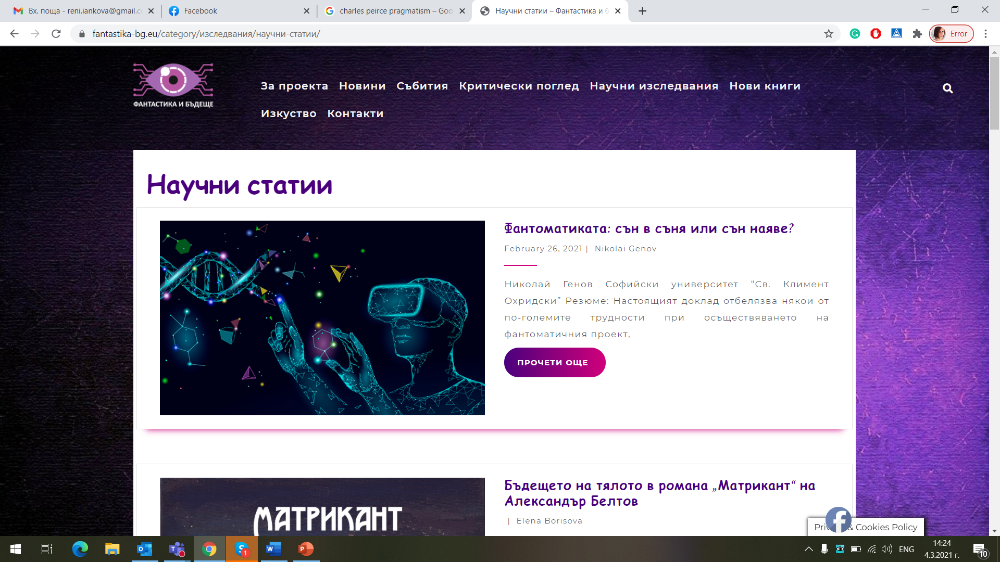 Вх. поща - reni.iankova@gmail.c
Facebook
charles peirce pragmatism – Goo
Научни статии – Фантастика и б
fantastika-bg.eu/category/изследвания/научни-статии/
Error
ФАНТАСТИКА И БЪДЕЩЕ
За проекта Новини Събития Критически поглед Научни изследвания Нови книги
Изкуство Контакти
Научни статии
Фантоматиката: сън в съня или сън наяве?
February 26, 2021 | Nikolai Genov
Николай Генов Софийски университет “Св. Климент
Охридски” Резюме: Настоящият доклад отбелязва някои от
по-големите трудности при осъществяването на
фантоматичния проект,
ПРОЧЕТИ ОЩЕ
МАТРИКАНТ
Бъдещето на тялото в романа „Матрикант“ на
Александър Белтов
| Elena Borisova
& Cookies Policy
ENG
14:24
4.3.2021 г.
10
1